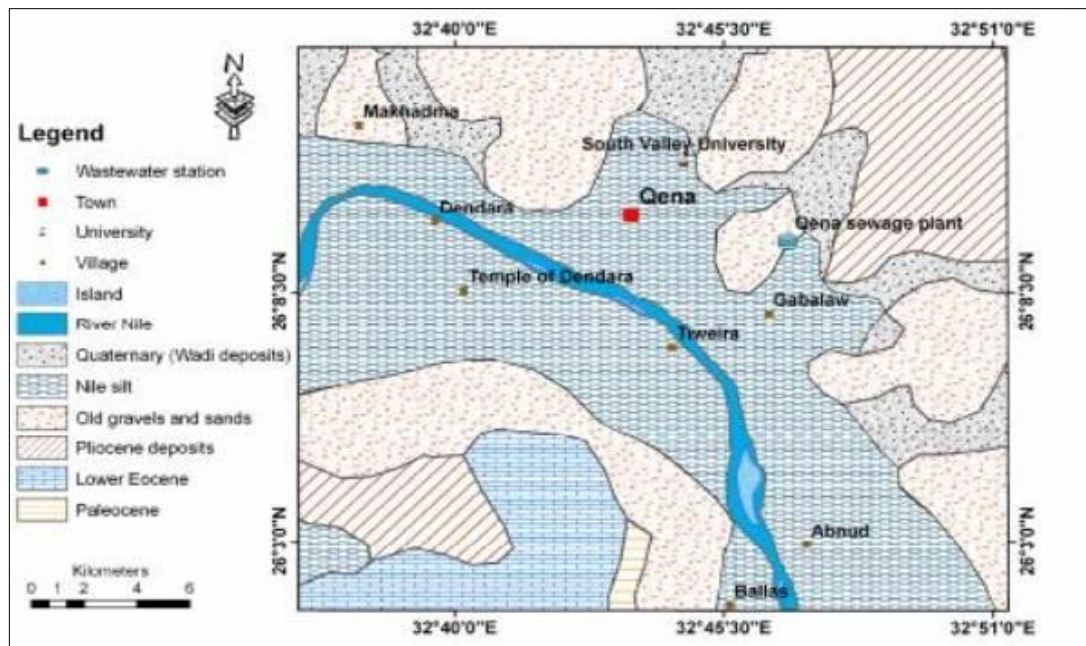 32°40'0"E 32°45'30"E 32°51'0"E
N
Makhadma
Legend
South Valley University
Wastewater station
Town
Qena
Dendara
Qena sewage plant
University
Village
Temple of Dendara
26°8'30"N
26°8'30"N
Island
Gabalaw
River Nile
Tiweira
Quaternary (Wadi deposits)
Nile silt
Old gravels and sands
Pliocene deposits
Lower Eocene
Paleocene
26°3'0"N
Abnud
26°3'0"N
Kilometers
0 1 2 4 6
Ballas
32°40'0"E 32°45'30"E 32°51'0"E